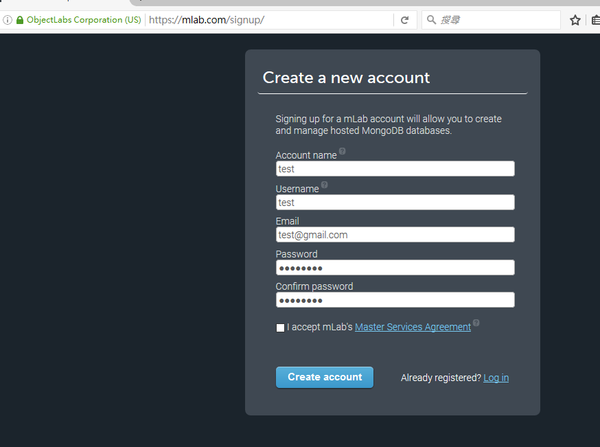 ObjectLabs Corporation (US)
https://mlab.com/signup/
搜尋
Create a new account
Signing up for a mLab account will allow you to create
and manage hosted MongoDB databases.
Account name ?
test
Username ?
test
Email
test@gmail.com
Password
●●●●●●●●
Confirm password
●●●●●●●●
I accept mLab's Master Services Agreement ?
Create account
Already registered? Log in